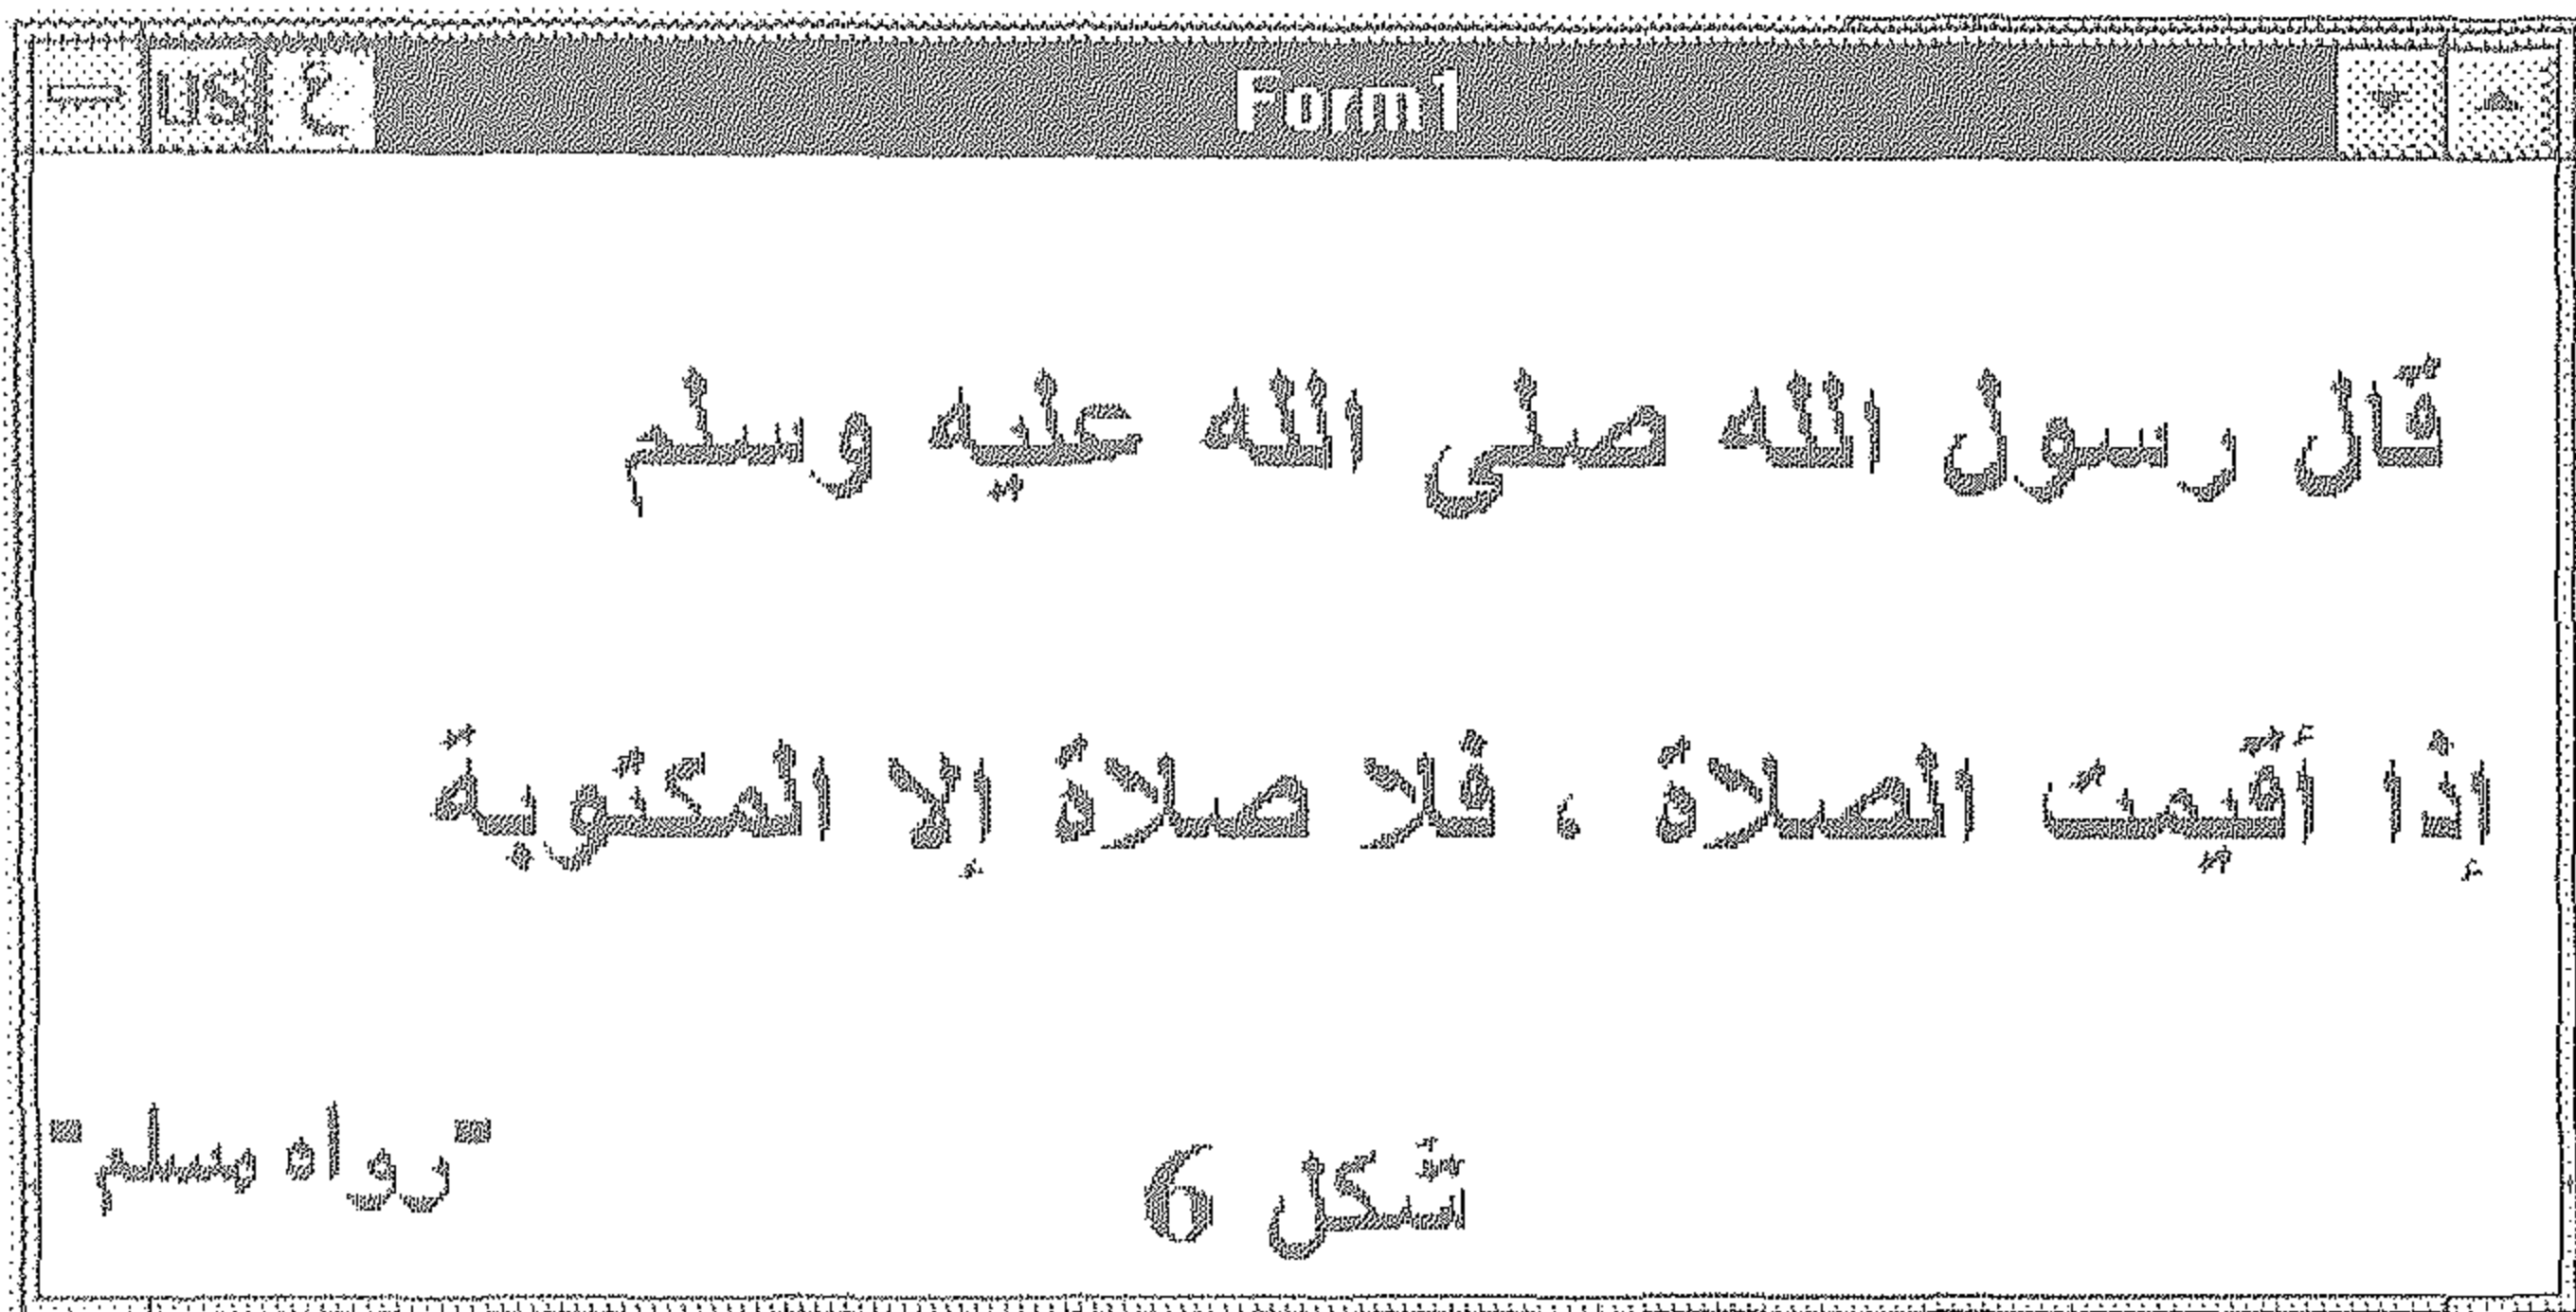 US ع Form1
قال رسول الله صلى الله عليه وسلم
إذا أقيمت الصلاة ، فلا صلاة إلا المكتوبة
"رواه مسلم"
شكل 6